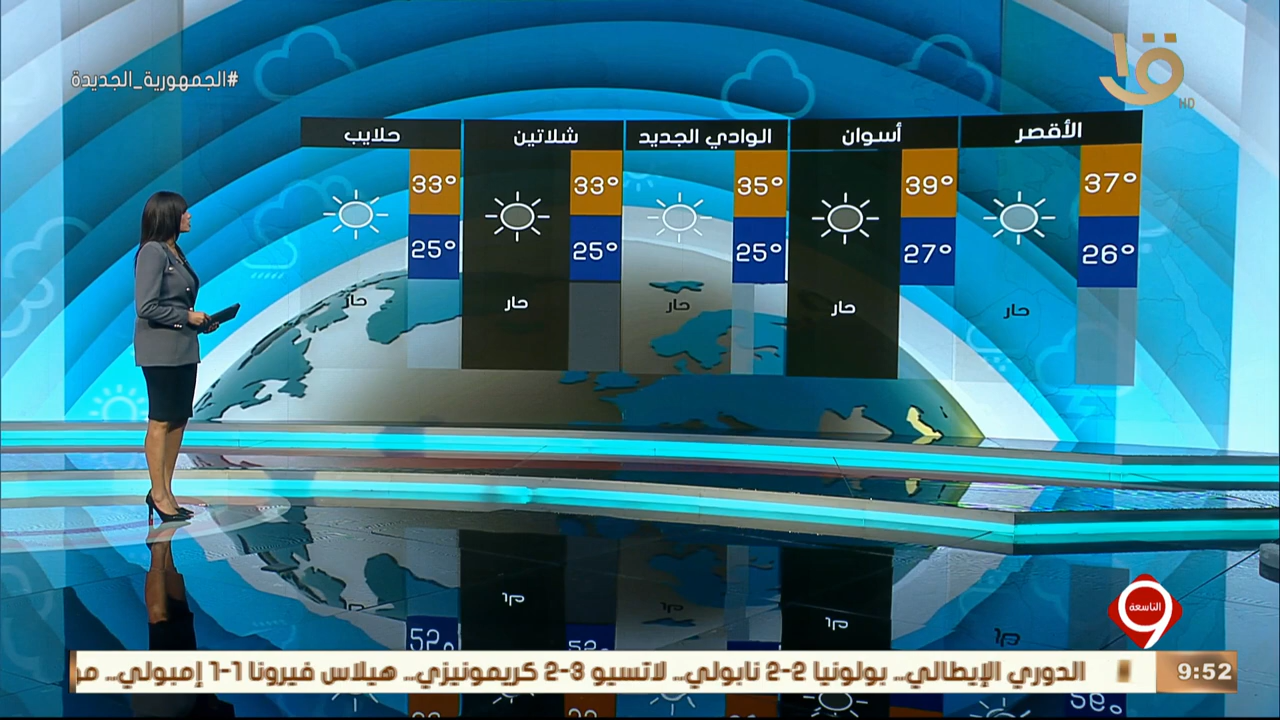 #الجمهورية_الجديدة
HD
الأقصر
37°
26°
حار
أسوان
39°
27°
حار
الوادي الجديد
35°
25°
حار
شلاتين
33°
25°
حار
حلايب
33°
25°
حار
التاسعة
9
9:52
الدوري الإيطالي.. بولونيا 2-2 نابولي.. لاتسيو 3-2 كريمونيزي.. هيلاس فيرونا 1-1 إمبولي..